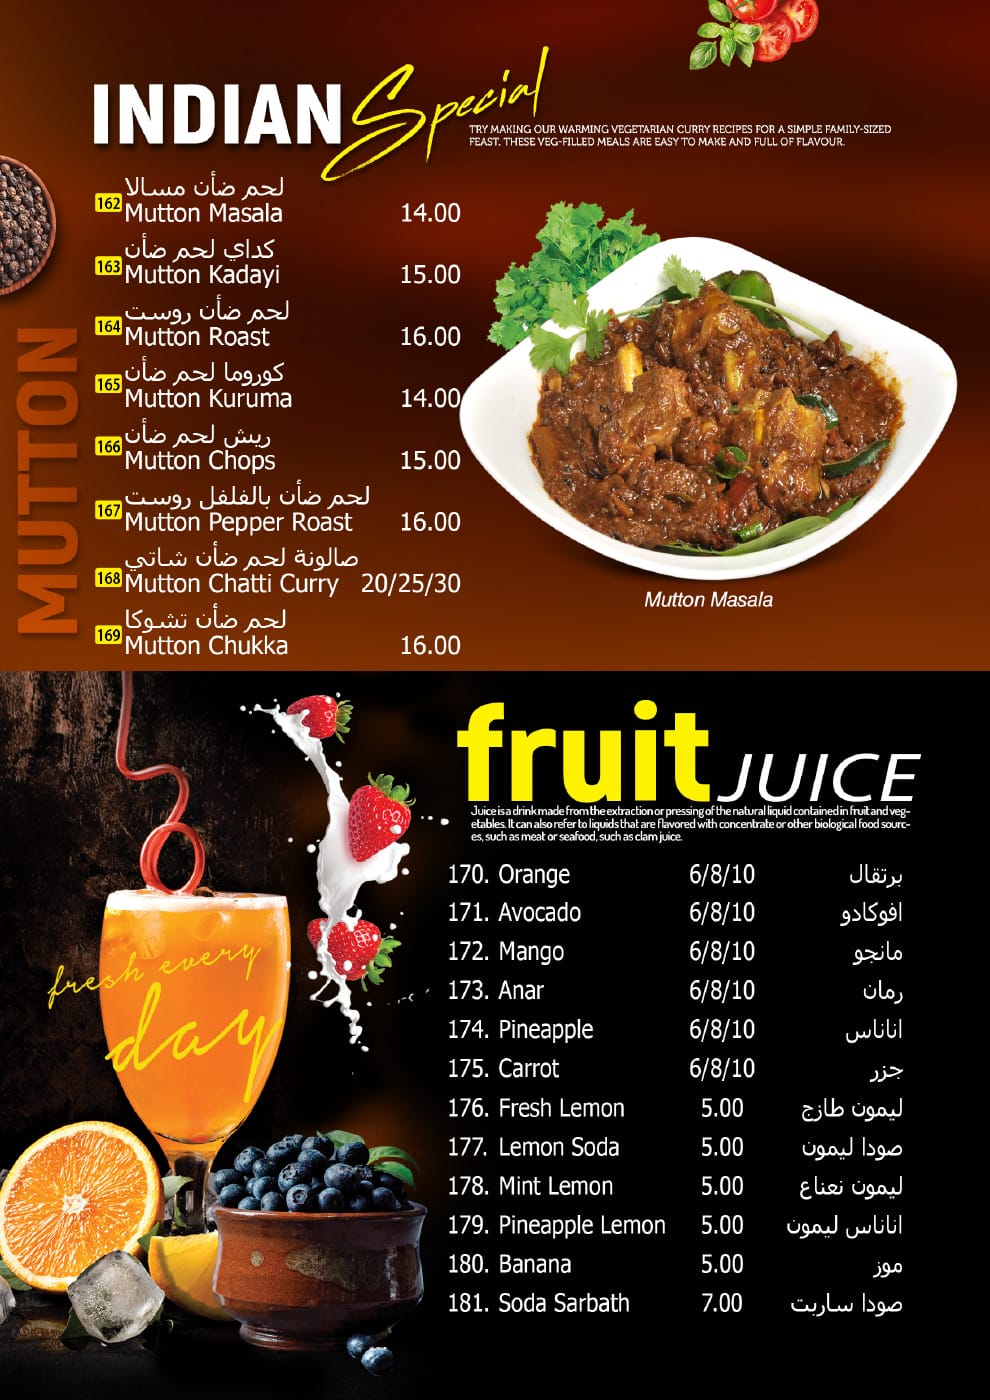 INDIAN Special
TRY MAKING OUR WARMING VEGETARIAN CURRY RECIPES FOR A SIMPLE FAMILY-SIZED
FEAST. THESE VEG-FILLED MEALS ARE EASY TO MAKE AND FULL OF FLAVOUR.
MUTTON
لحم ضأن مسالا
162 Mutton Masala 14.00
كداي لحم ضأن
163 Mutton Kadayi 15.00
لحم ضأن روست
164 Mutton Roast 16.00
كوروما لحم ضأن
165 Mutton Kuruma 14.00
ريش لحم ضأن
166 Mutton Chops 15.00
لحم ضأن بالفلفل روست
167 Mutton Pepper Roast 16.00
صالونة لحم ضأن شاتي
168 Mutton Chatti Curry 20/25/30
لحم ضأن تشوكا
169 Mutton Chukka 16.00
Mutton Masala
fruit JUICE
Juice is a drink made from the extraction or pressing of the natural liquid contained in fruit and veg-
etables. It can also refer to liquids that are flavored with concentrate or other biological food sourc-
es, such as meat or seafood, such as clam juice.
fresh every
day
170. Orange 6/8/10 برتقال
171. Avocado 6/8/10 افوكادو
172. Mango 6/8/10 مانجو
173. Anar 6/8/10 رمان
174. Pineapple 6/8/10 اناناس
175. Carrot 6/8/10 جزر
176. Fresh Lemon 5.00 ليمون طازج
177. Lemon Soda 5.00 صودا ليمون
178. Mint Lemon 5.00 ليمون نعناع
179. Pineapple Lemon 5.00 اناناس ليمون
180. Banana 5.00 موز
181. Soda Sarbath 7.00 صودا ساربت